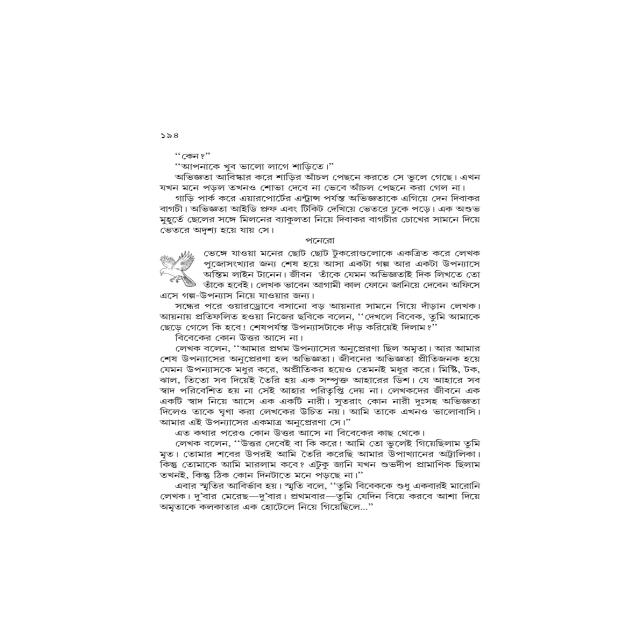 ১৯৪
‘‘কেন?’’
‘‘আপনাকে খুব ভালো লাগে শাড়িতে।’’
অভিজ্ঞতা আবিষ্কার করে শাড়ির আঁচল পেছনে করতে সে ভুলে গেছে। এখন
যখন মনে পড়ল তখনও শোভা দেবে না ভেবে আঁচল পেছনে করা গেল না।
গাড়ি পার্ক করে এয়ারপোর্টের এন্ট্রান্স পর্যন্ত অভিজ্ঞতাকে এগিয়ে দেন দিবাকর
বাগচী। অভিজ্ঞতা আইডি প্রুফ এবং টিকিট দেখিয়ে ভেতরে ঢুকে পড়ে। এক অশুভ
মুহূর্তে ছেলের সঙ্গে মিলনের ব্যাকুলতা নিয়ে দিবাকর বাগচীর চোখের সামনে দিয়ে
ভেতরে অদৃশ্য হয়ে যায় সে।
পনেরো
ভেঙ্গে যাওয়া মনের ছোট ছোট টুকরোগুলোকে একত্রিত করে লেখক
পুজোসংখ্যার জন্য শেষ হয়ে আসা একটা গল্প আর একটা উপন্যাসে
অন্তিম লাইন টানেন। জীবন তাঁকে যেমন অভিজ্ঞতাই দিক লিখতে তো
তাঁকে হবেই। লেখক ভাবেন আগামী কাল ফোনে জানিয়ে দেবেন অফিসে
এসে গল্প-উপন্যাস নিয়ে যাওয়ার জন্য।
সন্ধের পরে ওয়ারড্রোবে বসানো বড় আয়নার সামনে গিয়ে দাঁড়ান লেখক।
আয়নায় প্রতিফলিত হওয়া নিজের ছবিকে বলেন, ‘‘দেখলে বিবেক, তুমি আমাকে
ছেড়ে গেলে কি হবে! শেষপর্যন্ত উপন্যাসটাকে দাঁড় করিয়েই দিলাম?’’
বিবেকের কোন উত্তর আসে না।
লেখক বলেন, ‘‘আমার প্রথম উপন্যাসের অনুপ্রেরণা ছিল অমৃতা। আর আমার
শেষ উপন্যাসের অনুপ্রেরণা হল অভিজ্ঞতা। জীবনের অভিজ্ঞতা প্রীতিজনক হয়ে
যেমন উপন্যাসকে মধুর করে, অপ্রীতিকর হয়েও তেমনই মধুর করে। মিষ্টি, টক,
ঝাল, তিতো সব দিয়েই তৈরি হয় এক সম্পৃক্ত আহারের ডিশ। যে আহারে সব
স্বাদ পরিবেশিত হয় না সেই আহার পরিতৃপ্তি দেয় না। লেখকদের জীবনে এক
একটি স্বাদ নিয়ে আসে এক একটি নারী। সুতরাং কোন নারী দুঃসহ অভিজ্ঞতা
দিলেও তাকে ঘৃণা করা লেখকের উচিত নয়। আমি তাকে এখনও ভালোবাসি।
আমার এই উপন্যাসের একমাত্র অনুপ্রেরণা সে।’’
এত কথার পরেও কোন উত্তর আসে না বিবেকের কাছ থেকে।
লেখক বলেন, ‘‘উত্তর দেবেই বা কি করে! আমি তো ভুলেই গিয়েছিলাম তুমি
মৃত। তোমার শবের উপরই আমি তৈরি করেছি আমার উপাখ্যানের অট্টালিকা।
কিন্তু তোমাকে আমি মারলাম কবে? এটুকু জানি যখন শুভদীপ প্রামাণিক ছিলাম
তখনই, কিন্তু ঠিক কোন দিনটাতে মনে পড়ছে না।’’
এবার স্মৃতির আবির্ভাব হয়। স্মৃতি বলে, ‘‘তুমি বিবেককে শুধু একবারই মারোনি
লেখক। দু’বার মেরেছ—দু’বার। প্রথমবার—তুমি যেদিন বিয়ে করবে আশা দিয়ে
অমৃতাকে কলকাতার এক হোটেলে নিয়ে গিয়েছিলে...’’